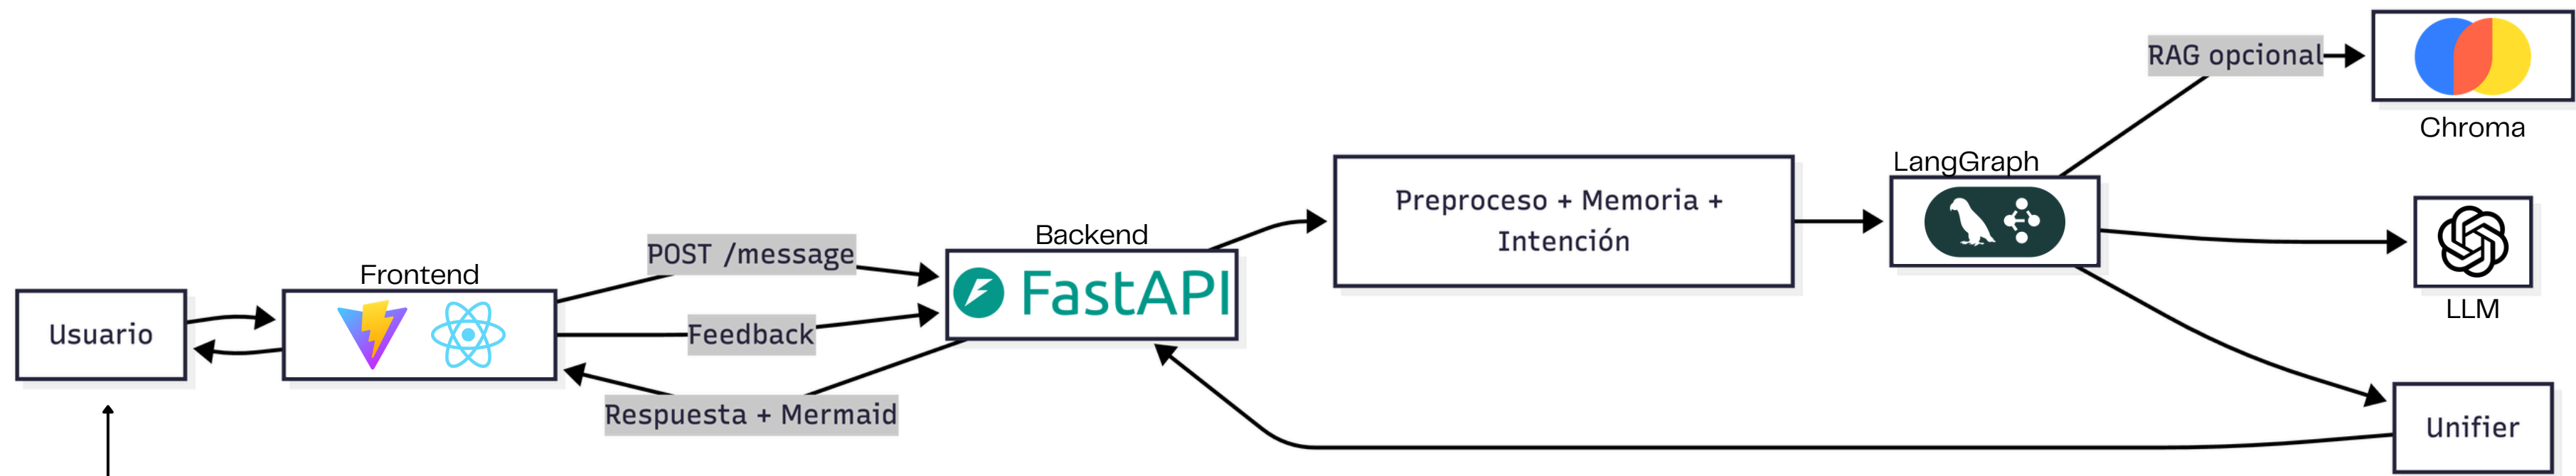 RAG opcional
Chroma
LangGraph
Preproceso + Memoria +
Intención
Backend
FastAPI
POST /message
Frontend
LLM
Usuario
Feedback
Respuesta + Mermaid
Unifier